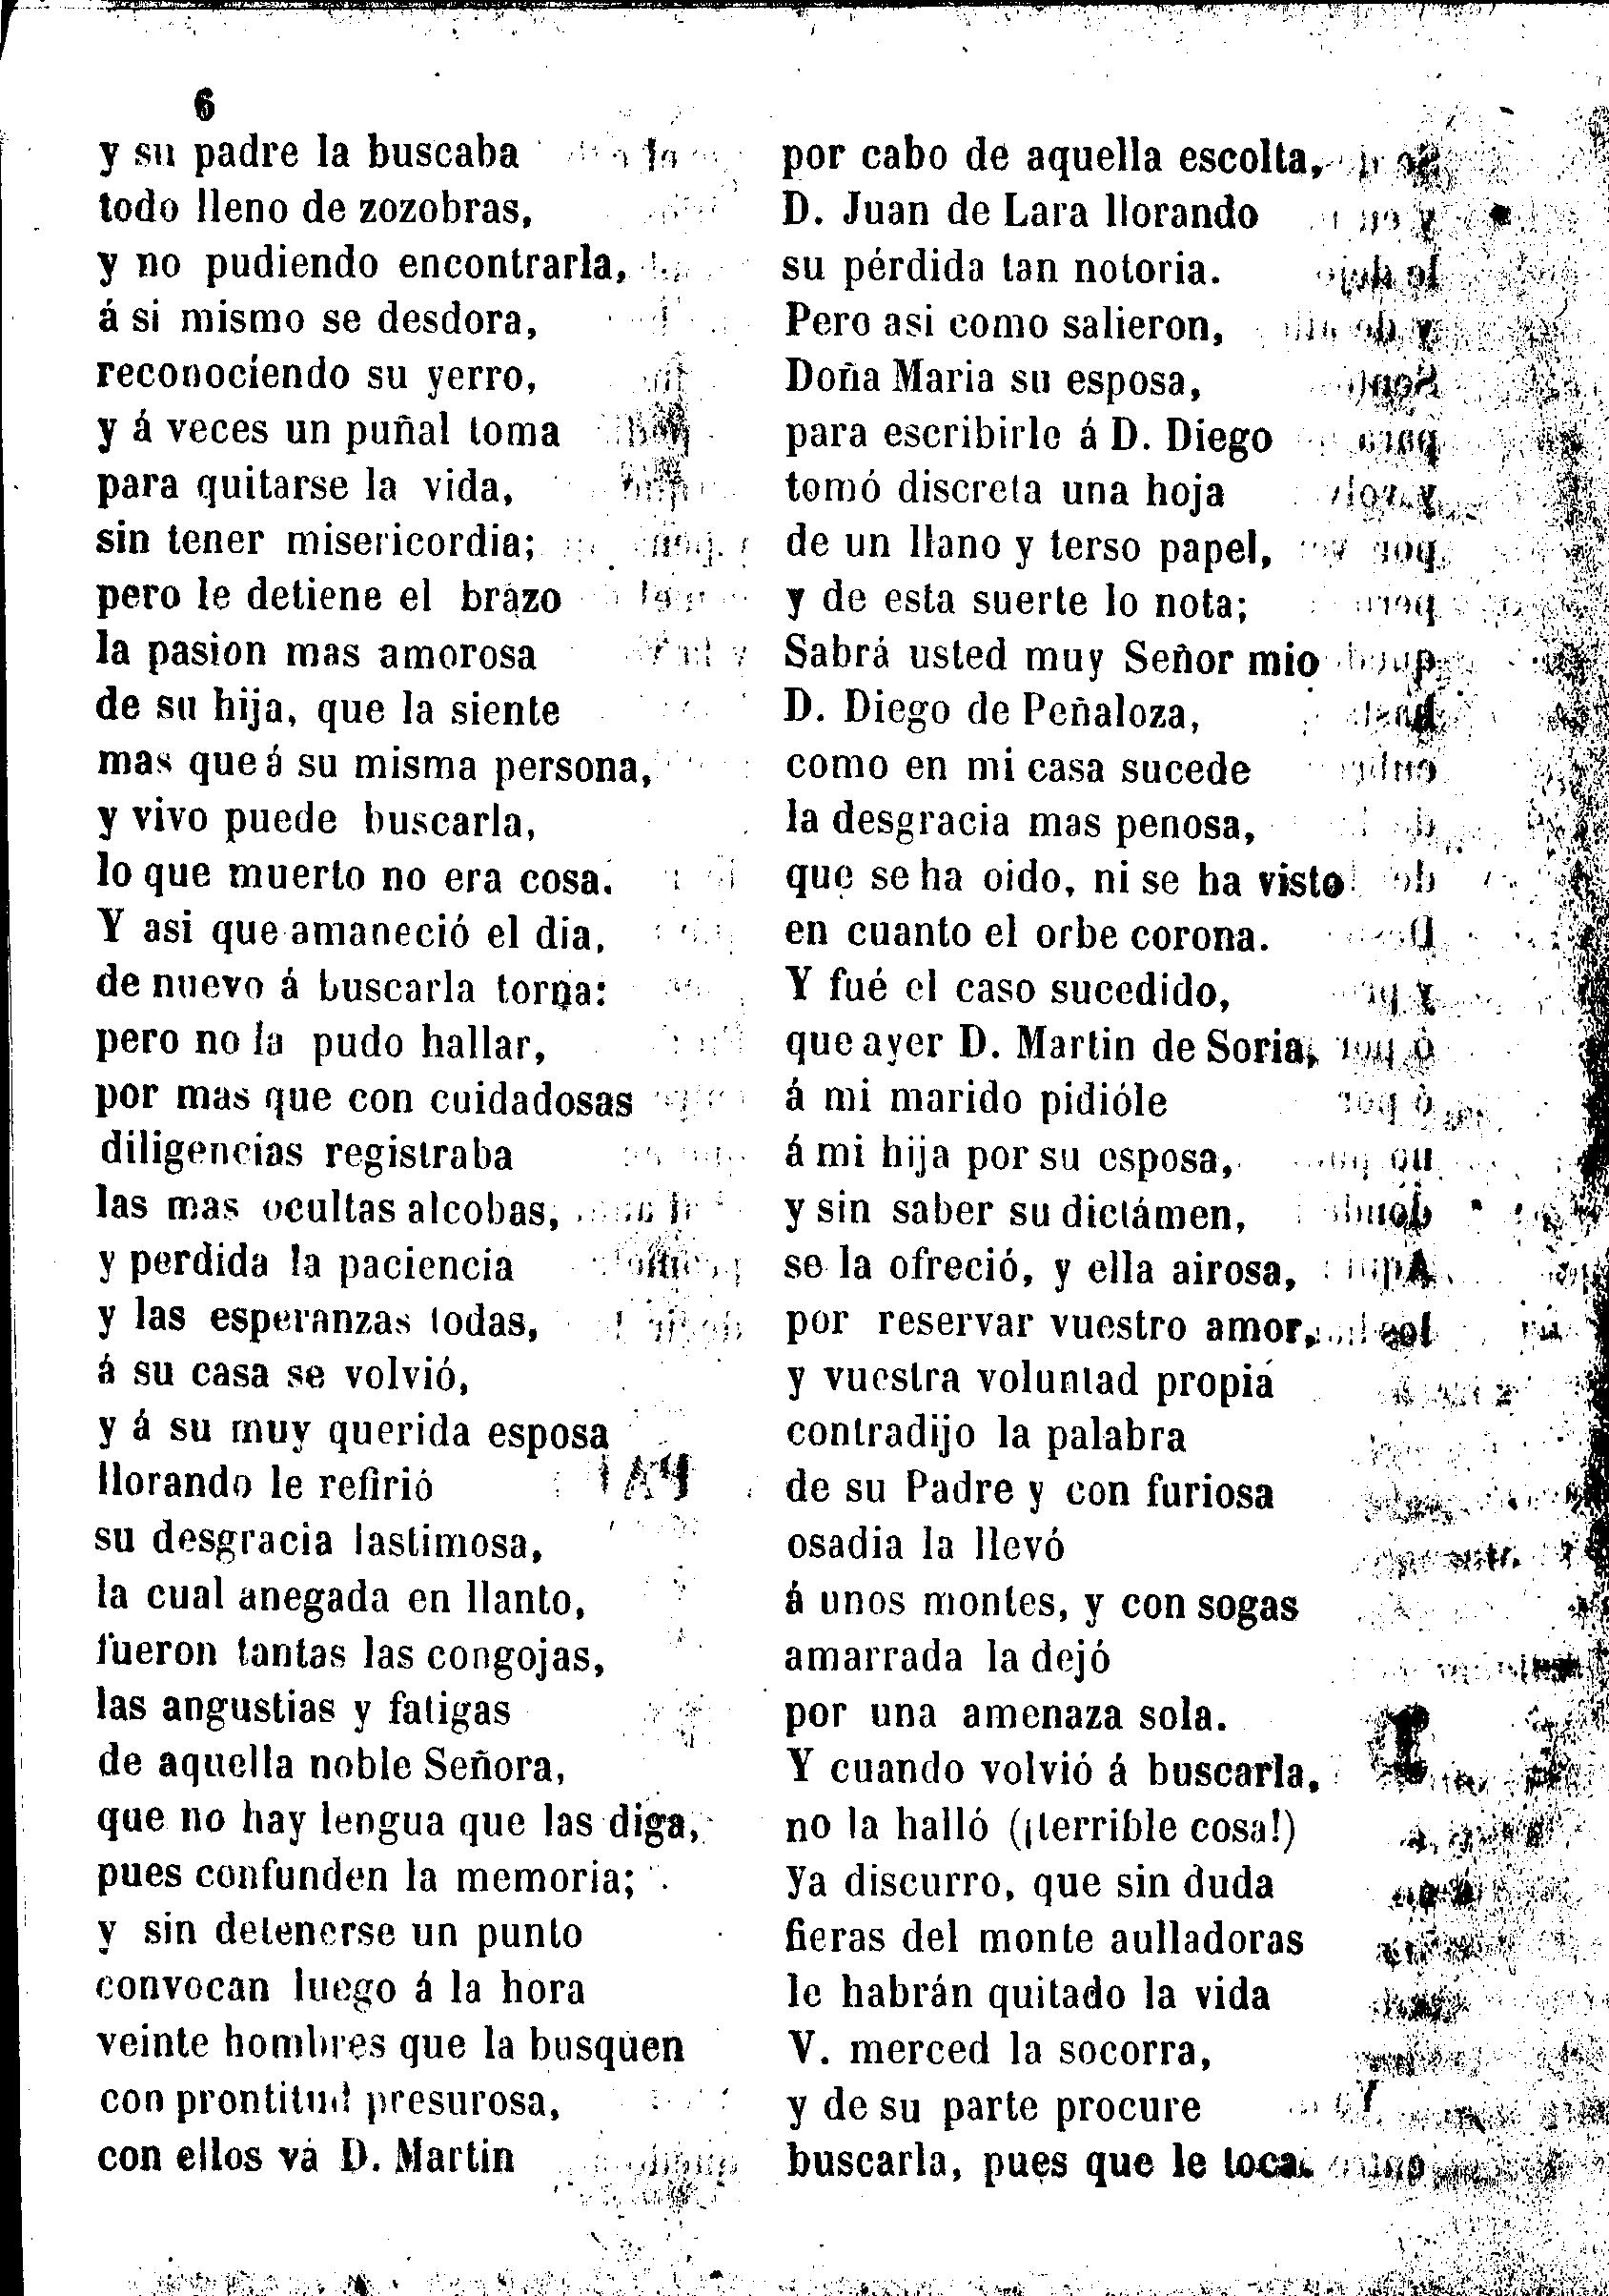 6
y su padre la buscaba
todo lleno de zozobras,
y no pudiendo encontrarla,
á si mismo se desdora,
reconociendo su yerro,
y á veces un puñal toma
para quitarse la vida,
sin tener misericordia;
pero le detiene el brazo
la pasion mas amorosa
de su hija, que la siente
mas que á su misma persona,
y vivo puede buscarla,
lo que muerto no era cosa.
Y asi que amaneció el dia,
de nuevo á buscarla torna:
pero no la pudo hallar,
por mas que con cuidadosas
diligencias registraba
las mas ocultas alcobas,
y perdida la paciencia
y las esperanzas todas,
á su casa se volvió,
y á su muy querida esposa
llorando le refirió
su desgracia lastimosa,
la cual anegada en llanto,
fueron tantas las congojas,
las angustias y fatigas
de aquella noble Señora,
que no hay lengua que las diga,
pues confunden la memoria;
y sin detenerse un punto
convocan luego á la hora
veinte hombres que la busquen
con prontitud presurosa,
con ellos va D. Martin
por cabo de aquella escolta,
D. Juan de Lara llorando
su pérdida tan notoria.
Pero asi como salieron,
Doña Maria su esposa,
para escribirle á D. Diego
tomó discreta una hoja
de un llano y terso papel,
y de esta suerte lo nota;
Sabrá usted muy Señor mio
D. Diego de Peñaloza,
como en mi casa sucede
la desgracia mas penosa,
que se ha oido, ni se ha visto
en cuanto el orbe corona.
Y fué el caso sucedido,
que ayer D. Martin de Soria,
á mi marido pidióle
á mi hija por su esposa,
y sin saber su dictámen,
se la ofreció, y ella airosa,
por reservar vuestro amor,
y vuestra voluntad propia
contradijo la palabra
de su Padre y con furiosa
osadia la llevó
á unos montes, y con sogas
amarrada la dejó
por una amenaza sola.
Y cuando volvió á buscarla,
no la halló (¡terrible cosa!)
ya discurro, que sin duda
fieras del monte aulladoras
le habrán quitado la vida
V. merced la socorra,
y de su parte procure
buscarla, pues que le toca.